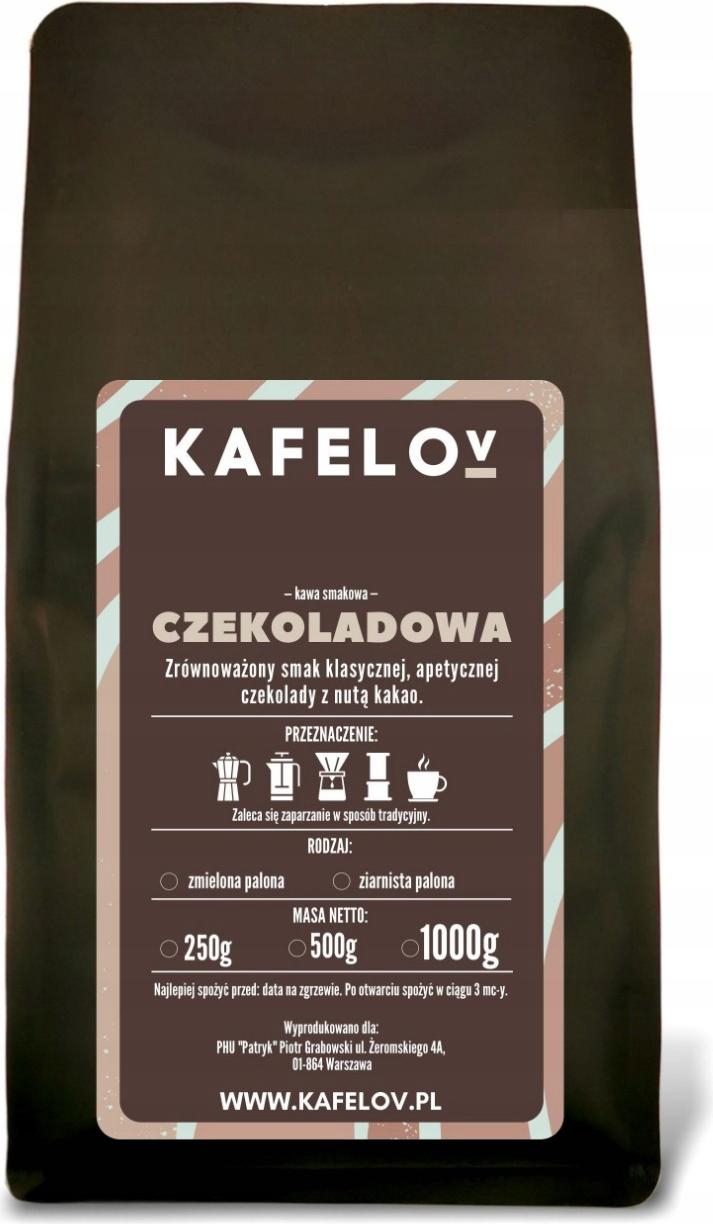 KAFELOV
– kawa smakowa –
CZEKOLADOWA
Zrównoważony smak klasycznej, apetycznej
czekolady z nutą kakao.
PRZEZNACZENIE:
Zaleca się zaparzanie w sposób tradycyjny.
RODZAJ:
zmielona palona ziarnista palona
MASA NETTO:
250g 500g 1000g
Najlepiej spożyć przed: data na zgrzewie. Po otwarciu spożyć w ciągu 3 mc-y.
Wyprodukowano dla:
PHU "Patryk" Piotr Grabowski ul. Żeromskiego 4A,
01-864 Warszawa
WWW.KAFELOV.PL